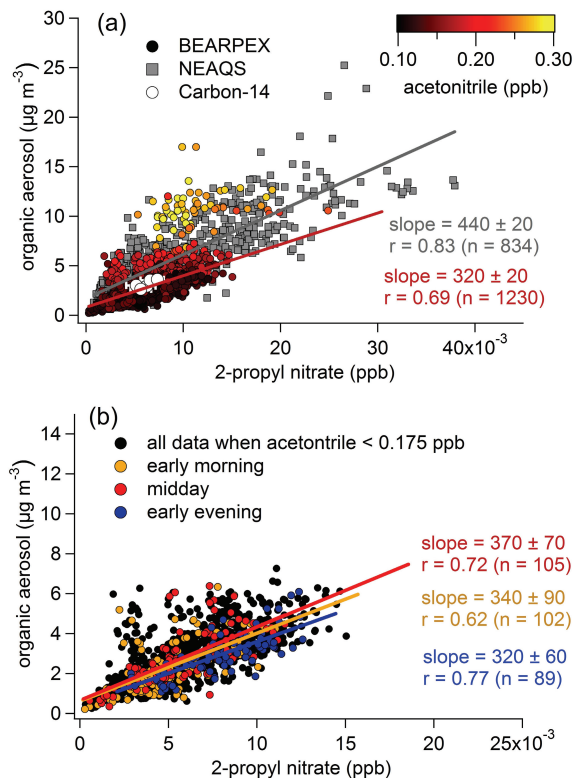 (a)
BEARPEX
NEAQS
Carbon-14
0.10 0.20 0.30
acetonitrile (ppb)
organic aerosol (µg m⁻³)
30
25
20
15
10
5
0
slope = 440 ± 20
r = 0.83 (n = 834)
slope = 320 ± 20
r = 0.69 (n = 1230)
0 10 20 30 40x10⁻³
2-propyl nitrate (ppb)
(b)
all data when acetontrile < 0.175 ppb
early morning
midday
early evening
organic aerosol (µg m⁻³)
14
12
10
8
6
4
2
0
slope = 370 ± 70
r = 0.72 (n = 105)
slope = 340 ± 90
r = 0.62 (n = 102)
slope = 320 ± 60
r = 0.77 (n = 89)
0 5 10 15 20 25x10⁻³
2-propyl nitrate (ppb)